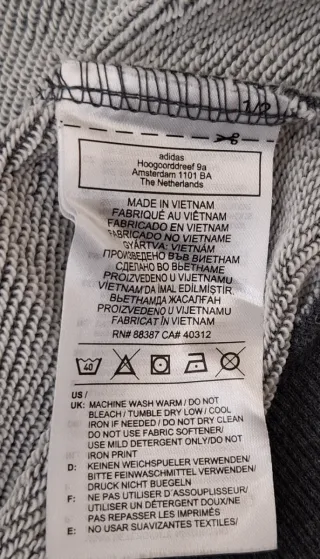 1/2
adidas
Hoogoorddreef 9a
Amsterdam 1101 BA
The Netherlands
MADE IN VIETNAM
FABRIQUÉ AU VIÊTNAM
FABRICADO EN VIETNAM
FABRICADO NO VIETNAME
GYÁRTVA: VIETNÁM
ПРОИЗВЕДЕНО ВЪВ ВИЕТНАМ
СДЕЛАНО ВО ВЬЕТНАМЕ
PROIZVEDENO U VIJETNAMU
VIETNAM'DA İMAL EDİLMİŞTİR.
ВЬЕТНАМДА ЖАСАЛҒАН
PROIZVEDENO U VIJETNAMU
FABRICAT ÎN VIETNAM
RN# 88387 CA# 40312
40
US /
UK: MACHINE WASH WARM / DO NOT
BLEACH / TUMBLE DRY LOW / COOL
IRON IF NEEDED / DO NOT DRY CLEAN
DO NOT USE FABRIC SOFTENER/
USE MILD DETERGENT ONLY/DO NOT
IRON PRINT
D: KEINEN WEICHSPUELER VERWENDEN/
BITTE FEINWASCHMITTEL VERWENDEN/
DRUCK NICHT BUEGELN
F: NE PAS UTILISER D'ASSOUPLISSEUR/
UTILISER UN DÉTERGENT DOUX/NE
PAS REPASSER LES IMPRIMÉS
E: NO USAR SUAVIZANTES TEXTILES/